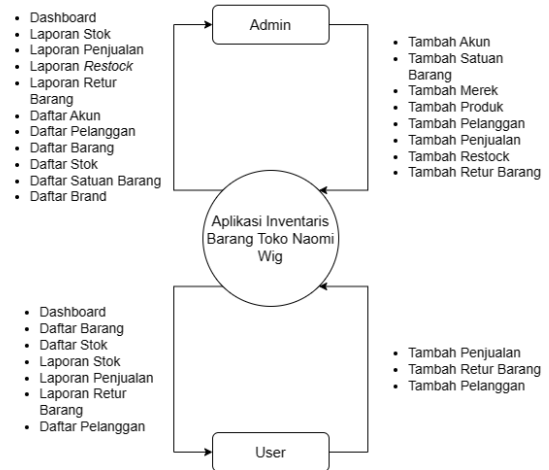 • Dashboard
• Laporan Stok
• Laporan Penjualan
• Laporan Restock
• Laporan Retur
Barang
• Daftar Akun
• Daftar Pelanggan
• Daftar Barang
• Daftar Stok
• Daftar Satuan Barang
• Daftar Brand
Admin
• Tambah Akun
• Tambah Satuan
Barang
• Tambah Merek
• Tambah Produk
• Tambah Pelanggan
• Tambah Penjualan
• Tambah Restock
• Tambah Retur Barang
Aplikasi Inventaris
Barang Toko Naomi
Wig
• Dashboard
• Daftar Barang
• Daftar Stok
• Laporan Stok
• Laporan Penjualan
• Laporan Retur
Barang
• Daftar Pelanggan
• Tambah Penjualan
• Tambah Retur Barang
• Tambah Pelanggan
User